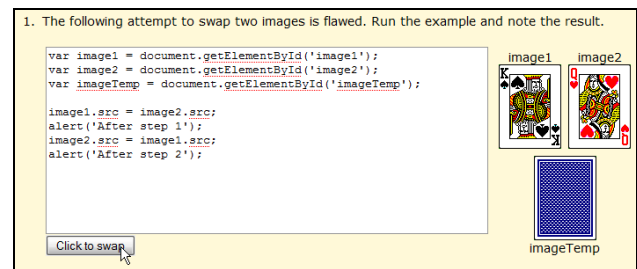 1. The following attempt to swap two images is flawed. Run the example and note the result.
var image1 = document.getElementById('image1');
var image2 = document.getElementById('image2');
var imageTemp = document.getElementById('imageTemp');
image1.src = image2.src;
alert('After step 1');
image2.src = image1.src;
alert('After step 2');
Click to swap
image1 image2
K
K
Q
Q
imageTemp